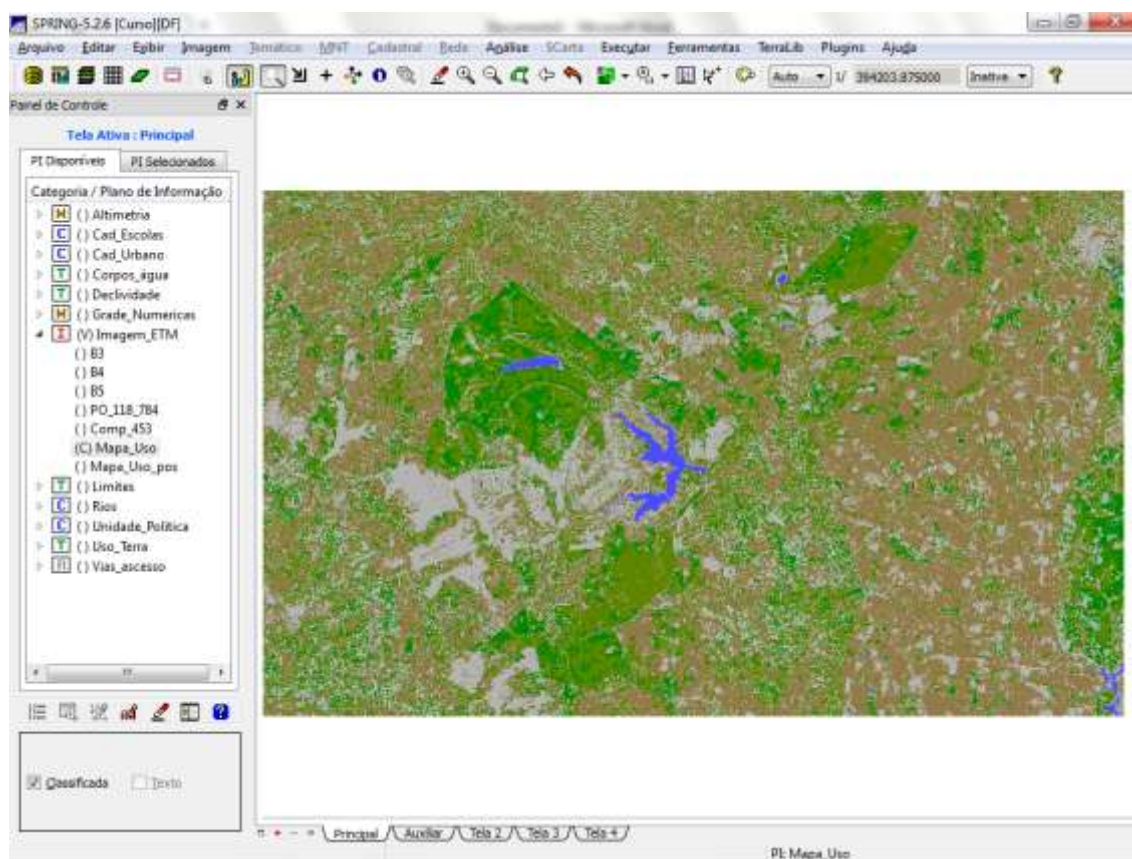 SPRING-5.2.6 [Curso][DF]
Arquivo Editar Exibir Imagem Temático MNT Cadastral Rede Análise SCarta Executar Ferramentas TerraLib Plugins Ajuda
Auto 1/ 394203.875000 Inativa
Painel de Controle
Tela Ativa : Principal
PI Disponíveis PI Selecionados
Categoria / Plano de Informação
( ) Altimetria
( ) Cad_Escolas
( ) Cad_Urbano
( ) Corpos_água
( ) Declividade
( ) Grade_Numericas
(V) Imagem_ETM
( ) B3
( ) B4
( ) B5
( ) PO_118_784
( ) Comp_453
(C) Mapa_Uso
( ) Mapa_Uso_pos
( ) Limites
( ) Rios
( ) Unidade_Politica
( ) Uso_Terra
( ) Vias_ascesso
Classificada Texto
Principal Auxiliar Tela 2 Tela 3 Tela 4
PI: Mapa_Uso